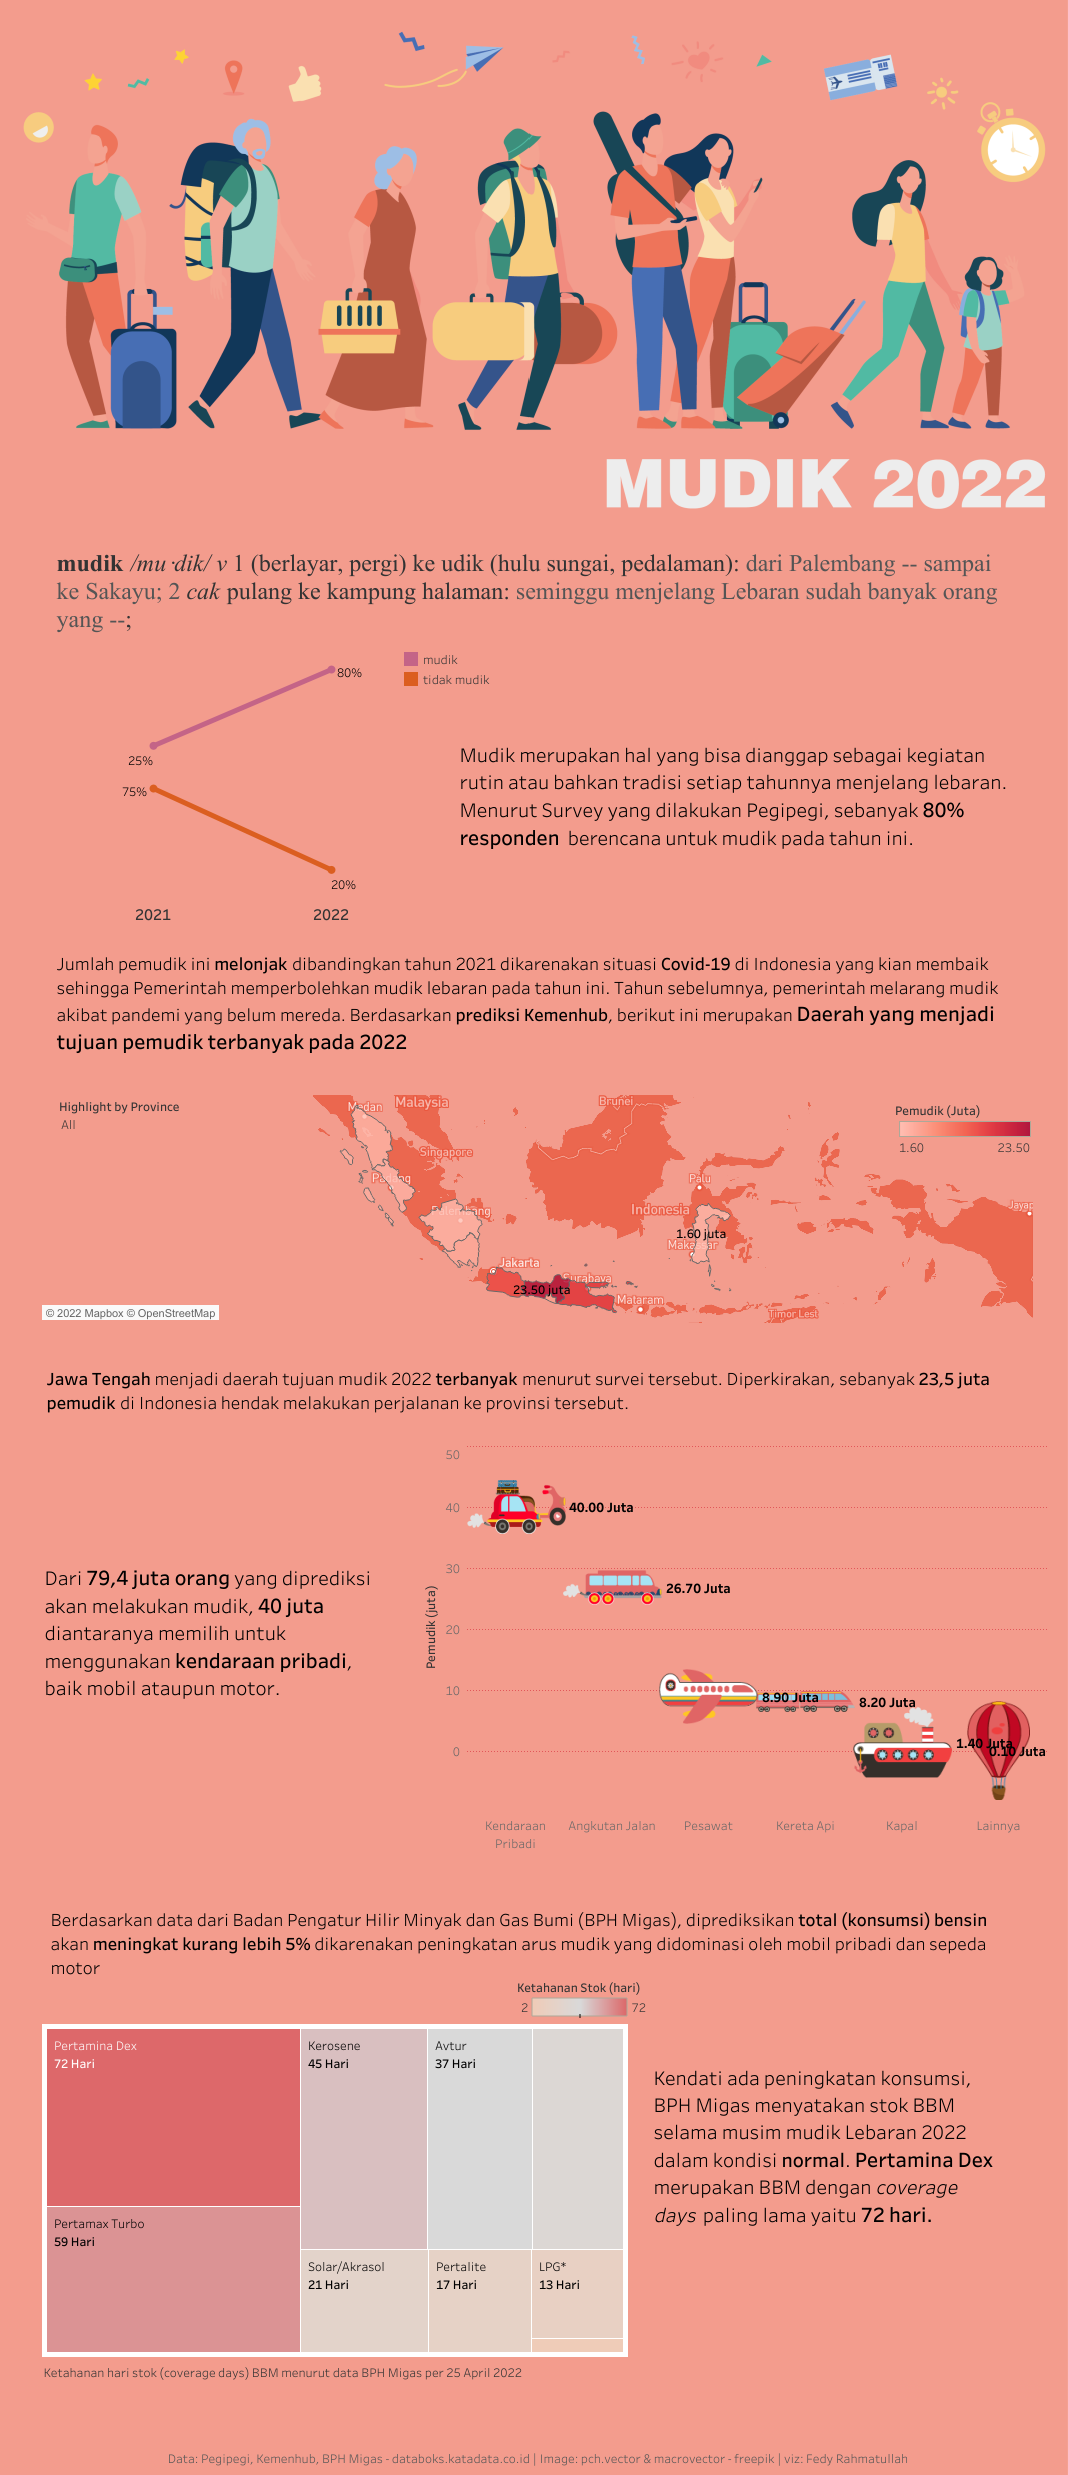 MUDIK 2022
mudik /mu·dik/ v 1 (berlayar, pergi) ke udik (hulu sungai, pedalaman): dari Palembang -- sampai
ke Sakayu; 2 cak pulang ke kampung halaman: seminggu menjelang Lebaran sudah banyak orang
yang --;
mudik
tidak mudik
80%
25%
75%
20%
2021 2022
Mudik merupakan hal yang bisa dianggap sebagai kegiatan
rutin atau bahkan tradisi setiap tahunnya menjelang lebaran.
Menurut Survey yang dilakukan Pegipegi, sebanyak 80%
responden berencana untuk mudik pada tahun ini.
Jumlah pemudik ini melonjak dibandingkan tahun 2021 dikarenakan situasi Covid-19 di Indonesia yang kian membaik
sehingga Pemerintah memperbolehkan mudik lebaran pada tahun ini. Tahun sebelumnya, pemerintah melarang mudik
akibat pandemi yang belum mereda. Berdasarkan prediksi Kemenhub, berikut ini merupakan Daerah yang menjadi
tujuan pemudik terbanyak pada 2022
Highlight by Province
All
Pemudik (Juta)
1.60 23.50
Medan
Malaysia
Brunei
Singapore
Padang
Palembang
Palu
Indonesia
1.60 juta
Makassar
Jakarta
Surabaya
23.50 juta
Mataram
Timor Lest
Jayap
© 2022 Mapbox © OpenStreetMap
Jawa Tengah menjadi daerah tujuan mudik 2022 terbanyak menurut survei tersebut. Diperkirakan, sebanyak 23,5 juta
pemudik di Indonesia hendak melakukan perjalanan ke provinsi tersebut.
Dari 79,4 juta orang yang diprediksi
akan melakukan mudik, 40 juta
diantaranya memilih untuk
menggunakan kendaraan pribadi,
baik mobil ataupun motor.
Pemudik (juta)
50
40
30
20
10
0
40.00 Juta
26.70 Juta
8.90 Juta
8.20 Juta
1.40 Juta
0.10 Juta
Kendaraan
Pribadi
Angkutan Jalan
Pesawat
Kereta Api
Kapal
Lainnya
Berdasarkan data dari Badan Pengatur Hilir Minyak dan Gas Bumi (BPH Migas), diprediksikan total (konsumsi) bensin
akan meningkat kurang lebih 5% dikarenakan peningkatan arus mudik yang didominasi oleh mobil pribadi dan sepeda
motor
Ketahanan Stok (hari)
2 72
Pertamina Dex
72 Hari
Kerosene
45 Hari
Avtur
37 Hari
Pertamax Turbo
59 Hari
Solar/Akrasol
21 Hari
Pertalite
17 Hari
LPG*
13 Hari
Kendati ada peningkatan konsumsi,
BPH Migas menyatakan stok BBM
selama musim mudik Lebaran 2022
dalam kondisi normal. Pertamina Dex
merupakan BBM dengan coverage
days paling lama yaitu 72 hari.
Ketahanan hari stok (coverage days) BBM menurut data BPH Migas per 25 April 2022
Data: Pegipegi, Kemenhub, BPH Migas - databoks.katadata.co.id | Image: pch.vector & macrovector - freepik | viz: Fedy Rahmatullah